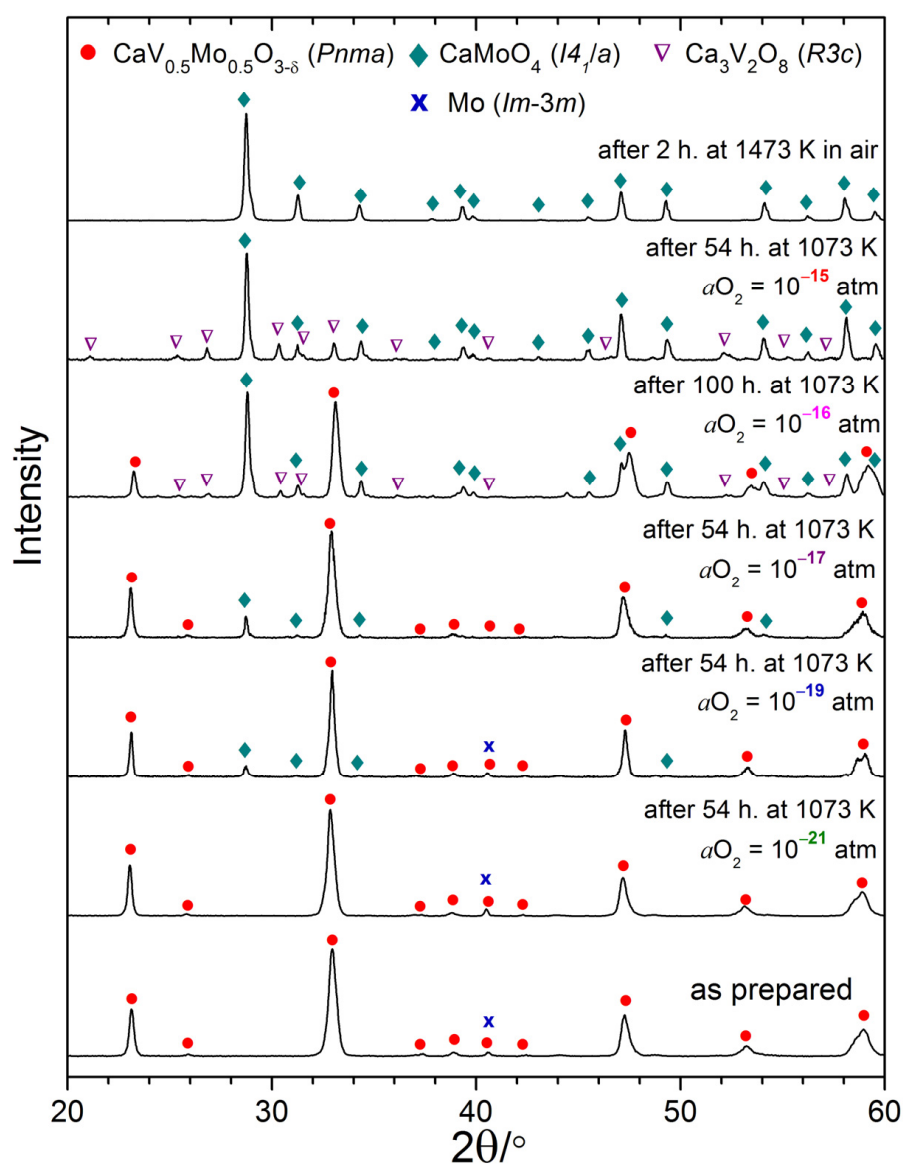 CaV0.5Mo0.5O3-δ (Pnma) CaMoO4 (I41/a) Ca3V2O8 (R3c)
x Mo (Im-3m)
after 2 h. at 1473 K in air
after 54 h. at 1073 K
aO2 = 10–15 atm
after 100 h. at 1073 K
aO2 = 10–16 atm
after 54 h. at 1073 K
aO2 = 10–17 atm
after 54 h. at 1073 K
aO2 = 10–19 atm
x
after 54 h. at 1073 K
aO2 = 10–21 atm
x
as prepared
x
Intensity
20 30 40 50 60
2θ/°